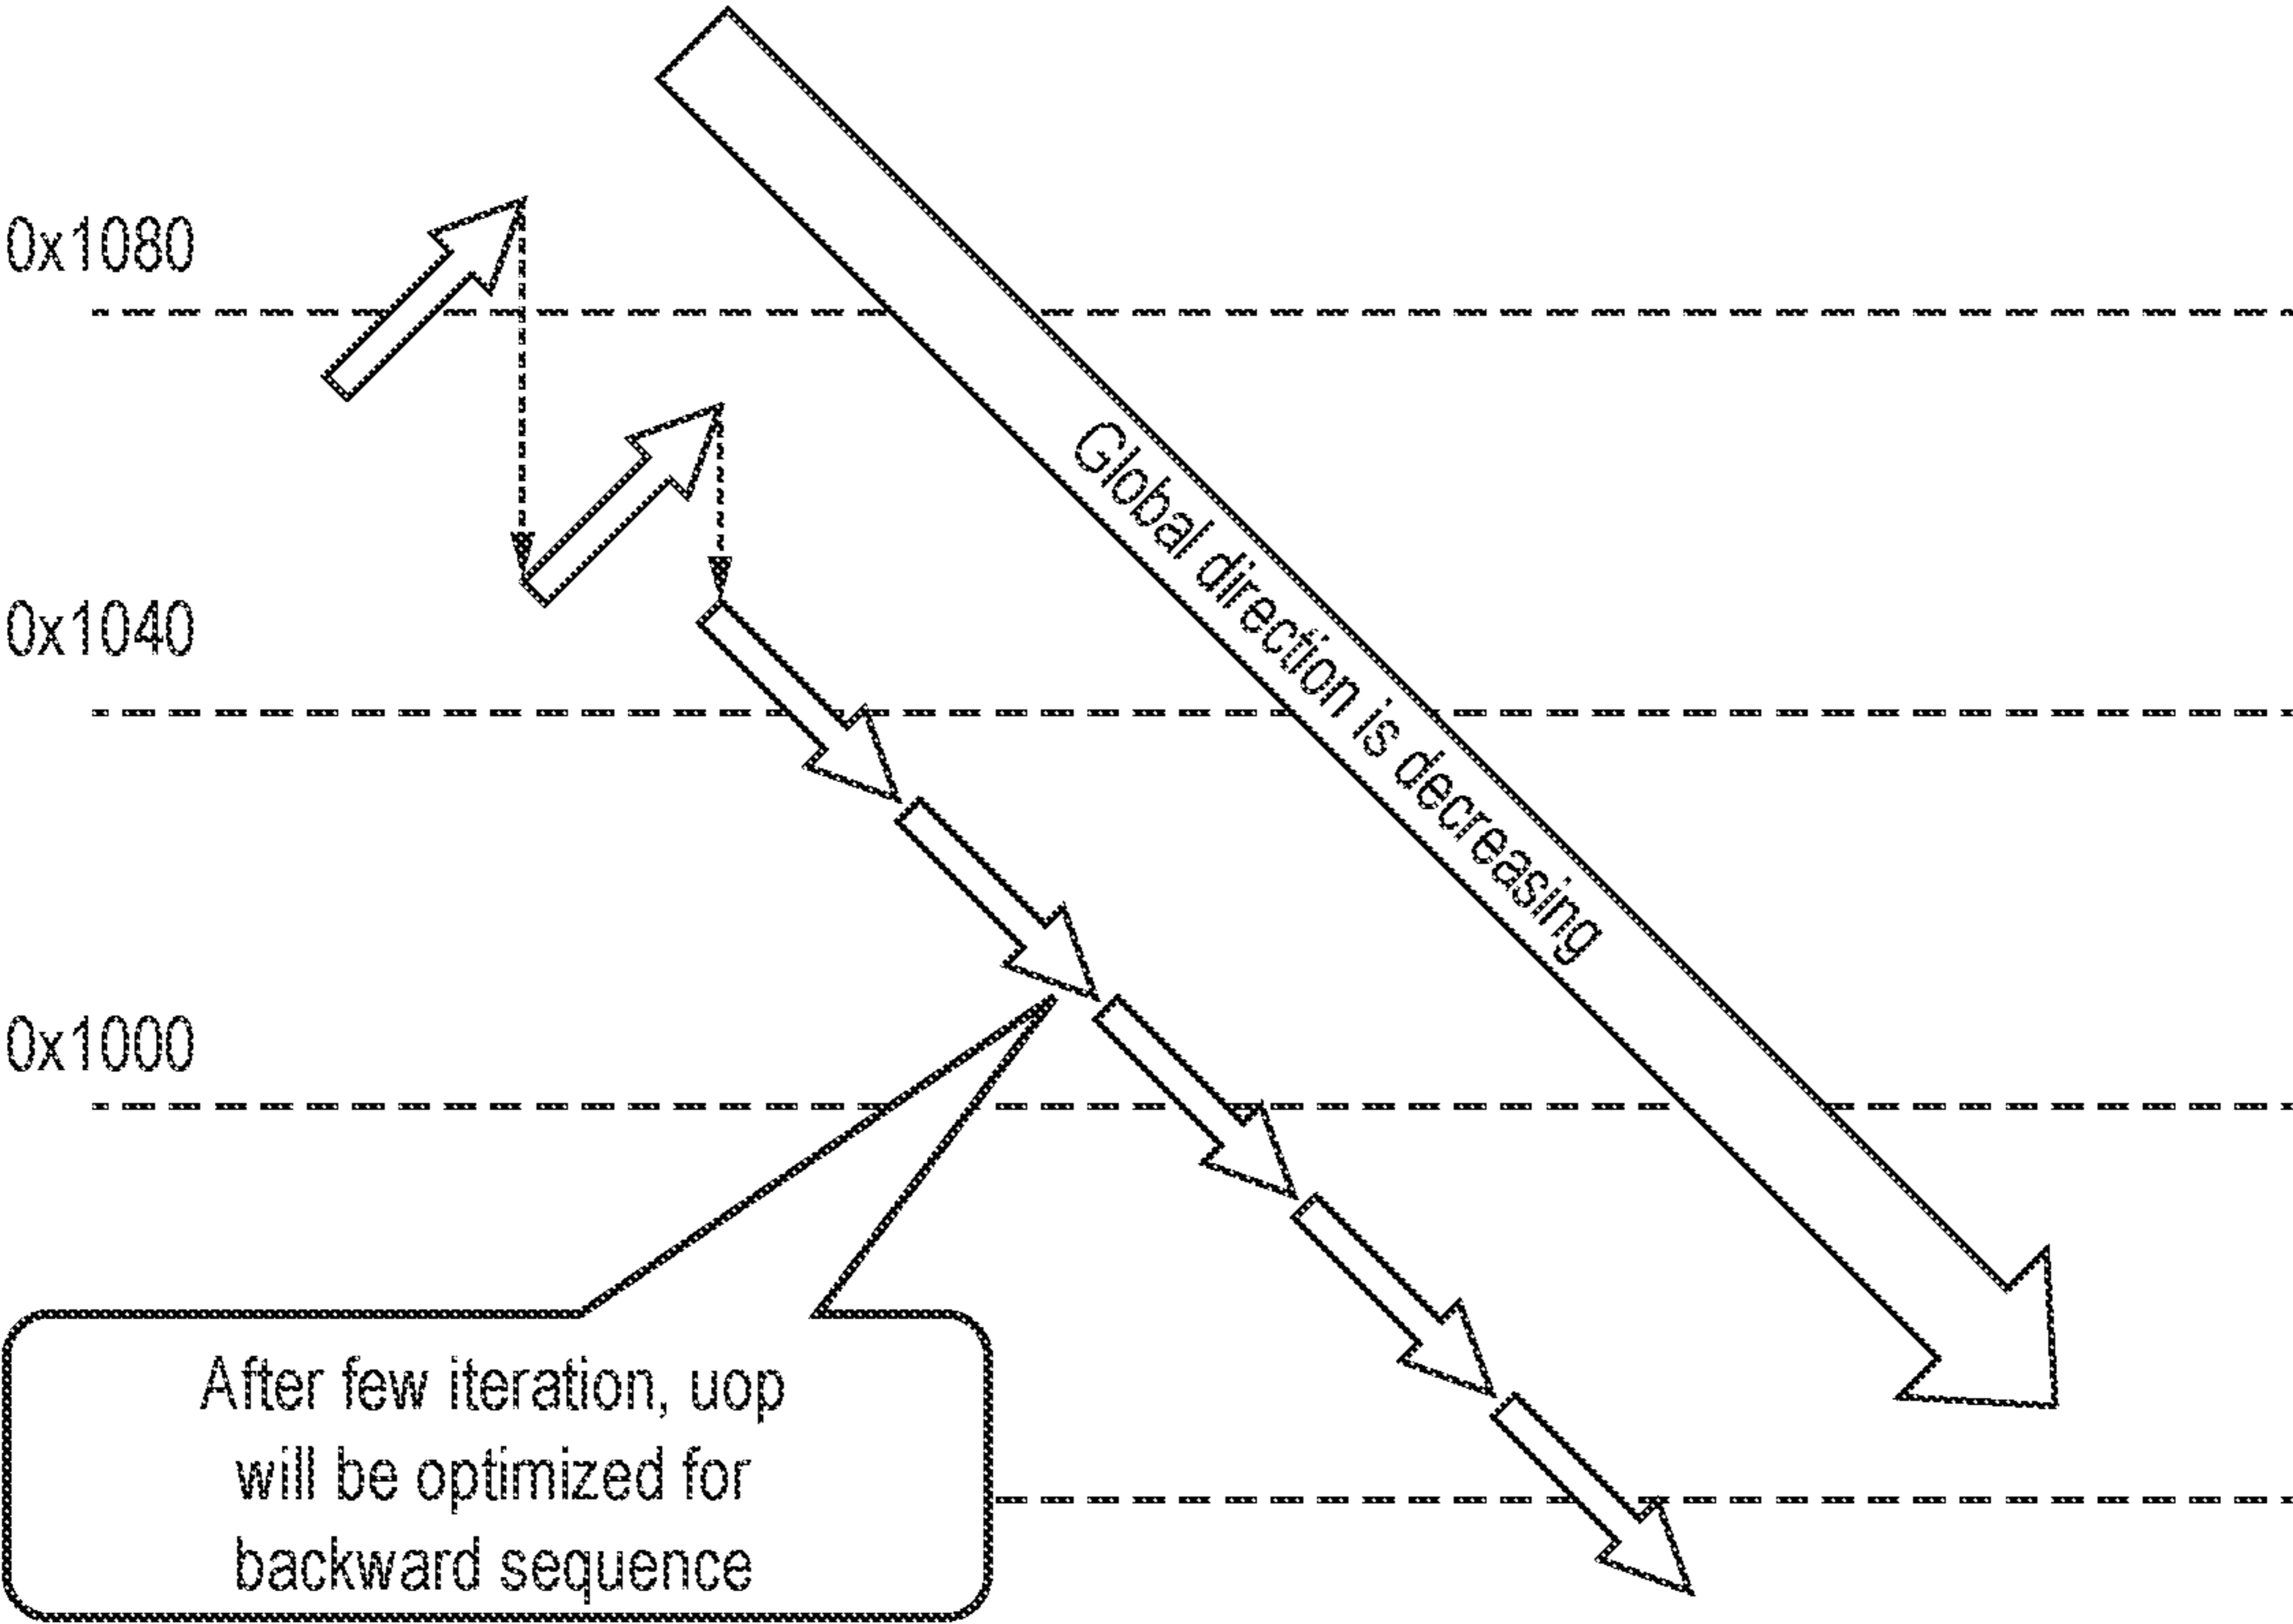 0x1080
Global direction is decreasing
0x1040
0x1000
After few iteration, uop
will be optimized for
backward sequence